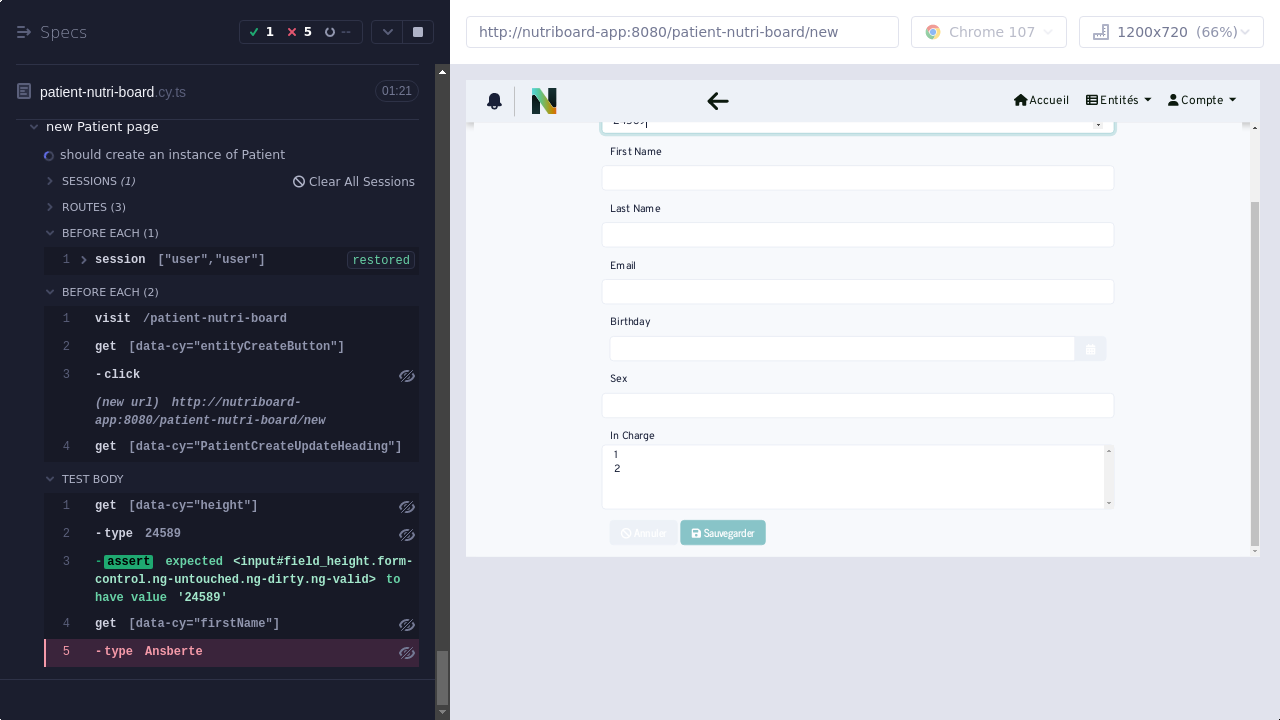 Specs
1
5
--
http://nutriboard-app:8080/patient-nutri-board/new
Chrome 107
1200x720 (66%)
patient-nutri-board.cy.ts
01:21
new Patient page
should create an instance of Patient
SESSIONS (1)
Clear All Sessions
ROUTES (3)
BEFORE EACH (1)
1 session ["user","user"] restored
BEFORE EACH (2)
1 visit /patient-nutri-board
2 get [data-cy="entityCreateButton"]
3 -click
(new url) http://nutriboard-
app:8080/patient-nutri-board/new
4 get [data-cy="PatientCreateUpdateHeading"]
TEST BODY
1 get [data-cy="height"]
2 -type 24589
3 -assert expected <input#field_height.form-
control.ng-untouched.ng-dirty.ng-valid> to
have value '24589'
4 get [data-cy="firstName"]
5 -type Ansberte
N
Accueil
Entités
Compte
24589
First Name
Last Name
Email
Birthday
Sex
In Charge
1
2
Annuler
Sauvegarder